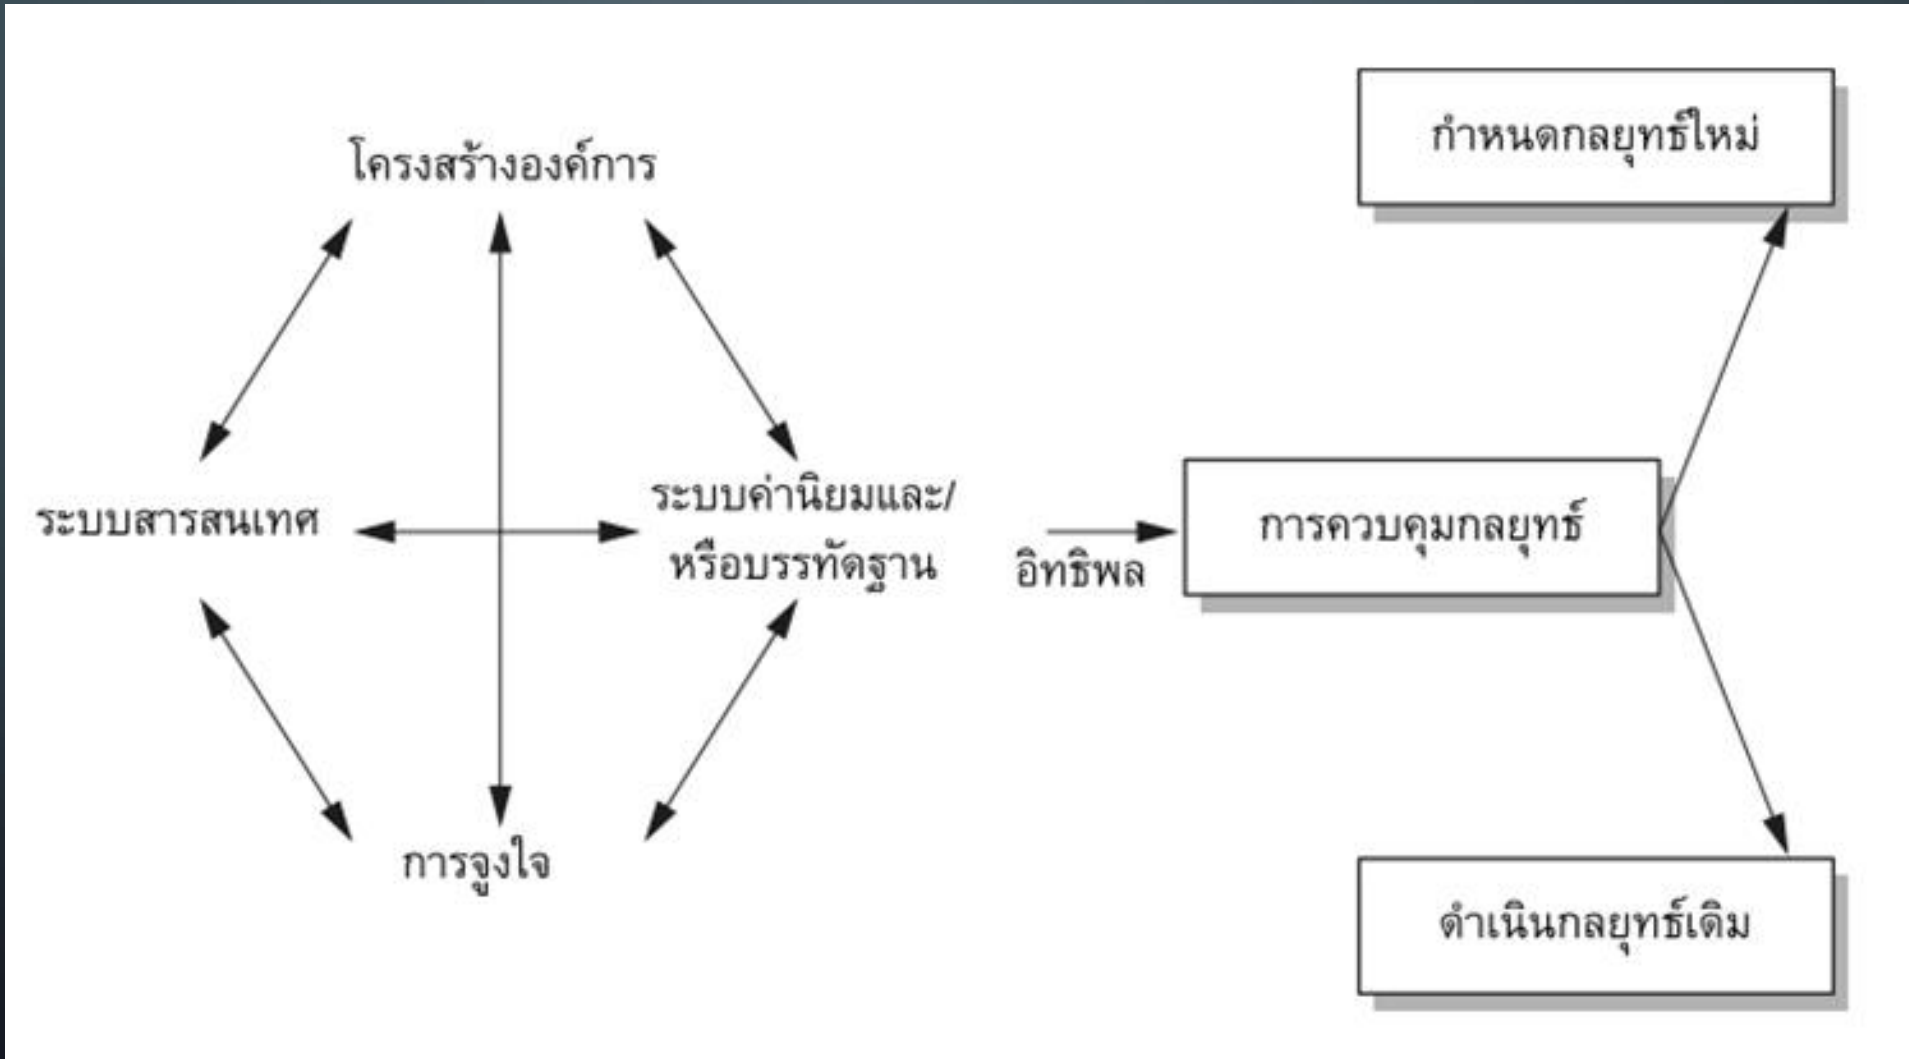 โครงสร้างองค์การ
ระบบสารสนเทศ
ระบบค่านิยมและ/
หรือบรรทัดฐาน
การจูงใจ
อิทธิพล
การควบคุมกลยุทธ์
กำหนดกลยุทธ์ใหม่
ดำเนินกลยุทธ์เดิม